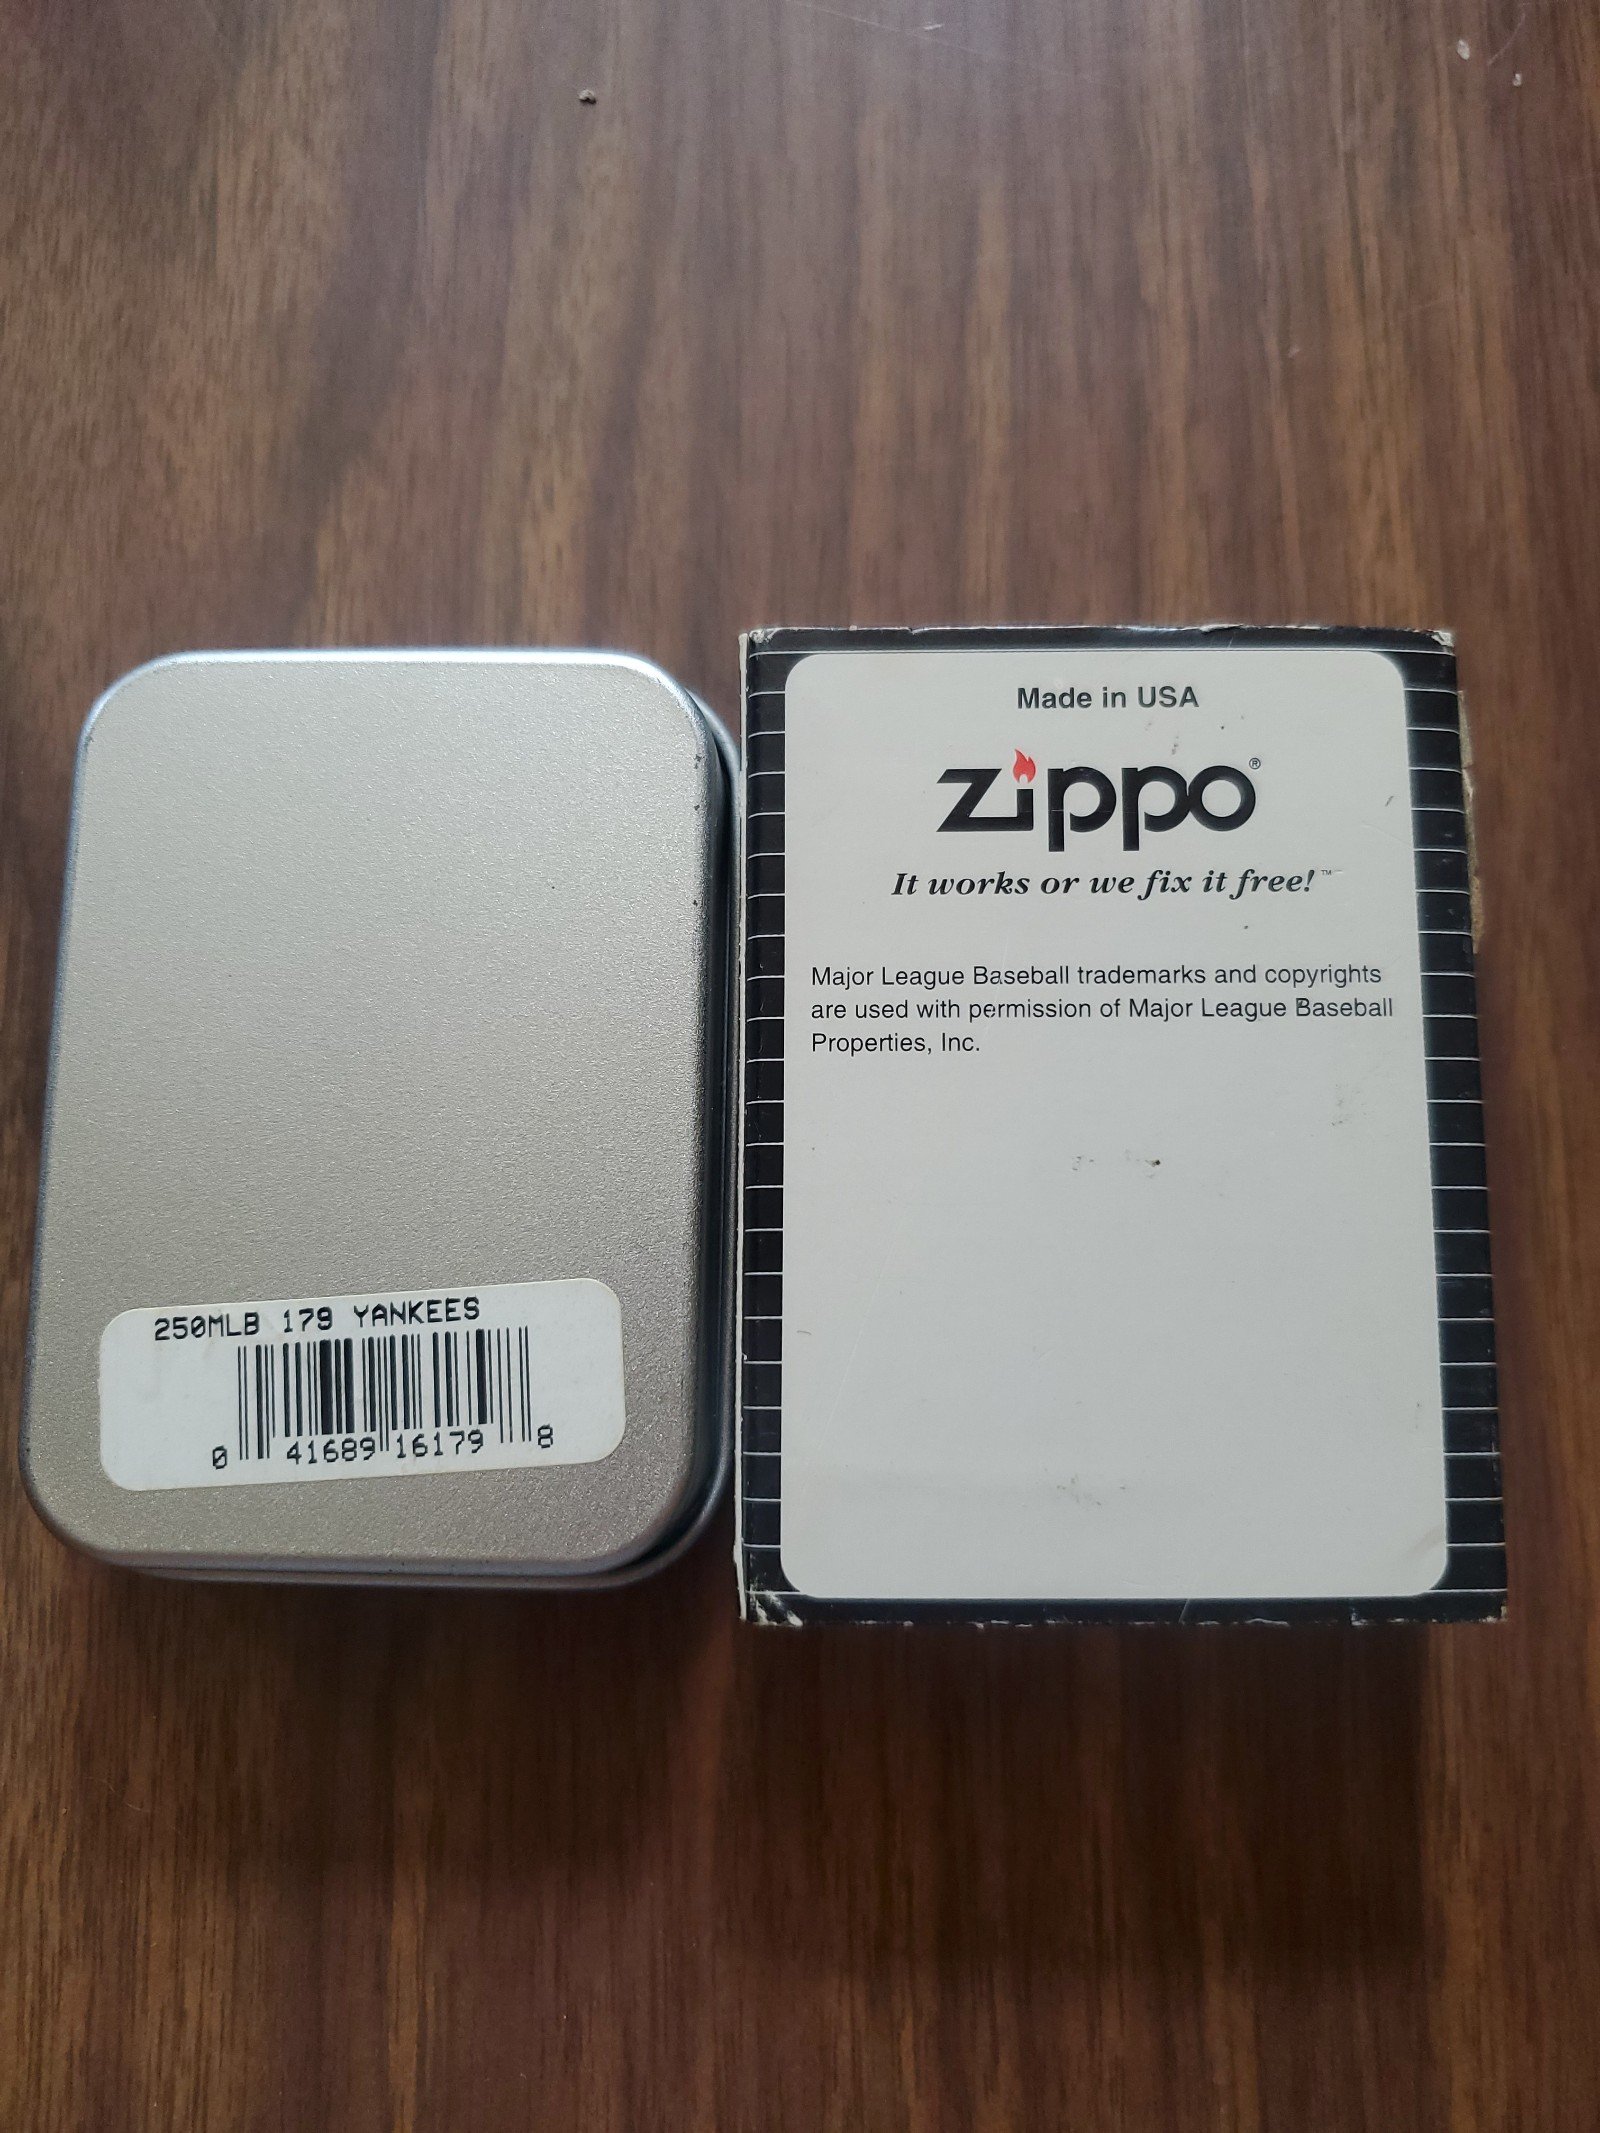 250MLB 179 YANKEES
0 41689 16179 8
Made in USA
zippo®
It works or we fix it free!™
Major League Baseball trademarks and copyrights
are used with permission of Major League Baseball
Properties, Inc.